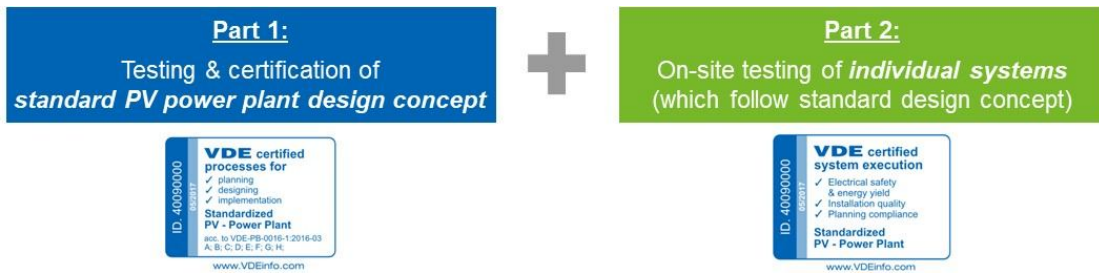 Part 1:
Testing & certification of
standard PV power plant design concept
Part 2:
On-site testing of individual systems
(which follow standard design concept)
ID. 40090000
05/2017
VDE certified
processes for
✓ planning
✓ designing
✓ implementation
Standardized
PV - Power Plant
acc. to VDE-PB-0016-1:2016-03
A; B; C; D; E; F; G; H;
www.VDEinfo.com
ID. 40090000
05/2017
VDE certified
system execution
✓ Electrical safety
& energy yield
✓ Installation quality
✓ Planning compliance
Standardized
PV - Power Plant
www.VDEinfo.com